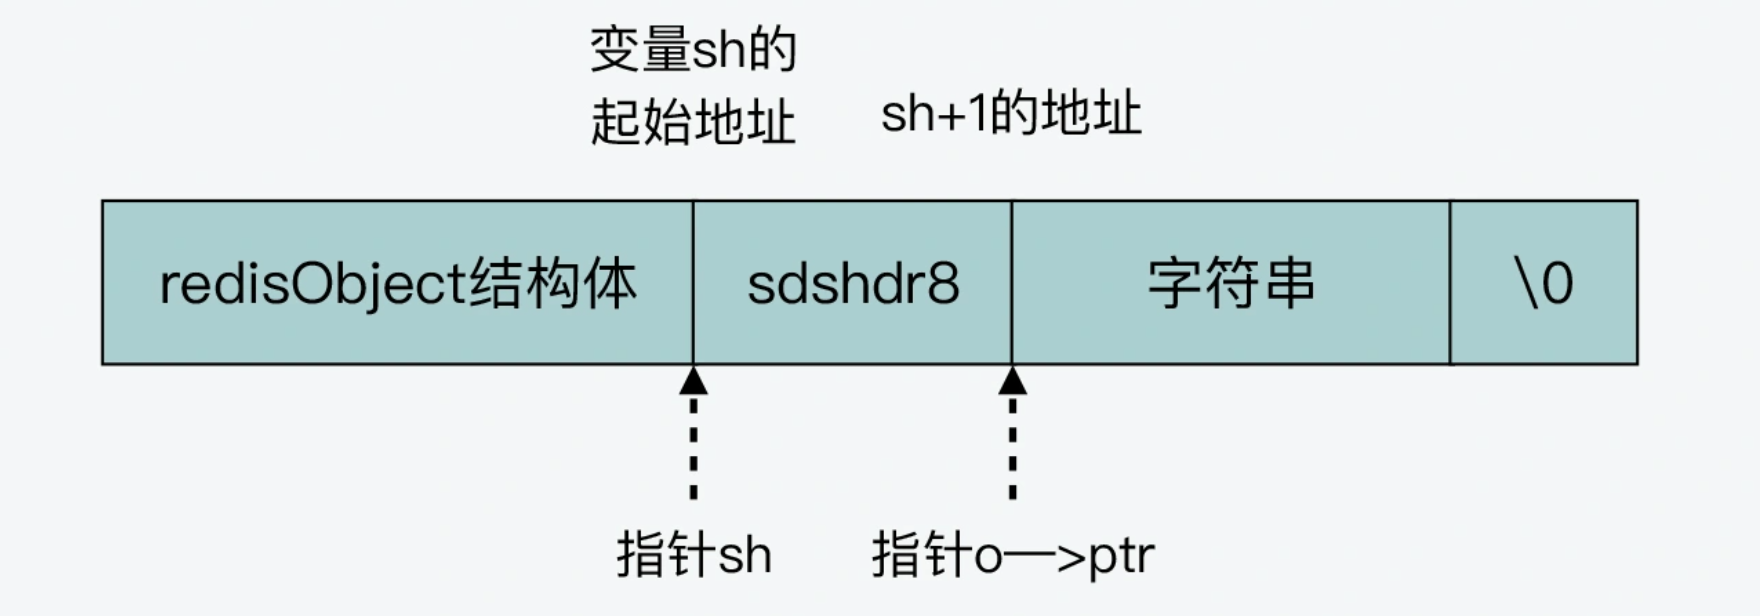 变量sh的
起始地址
sh+1的地址
redisObject结构体
sdshdr8
字符串
\0
指针sh
指针o—>ptr